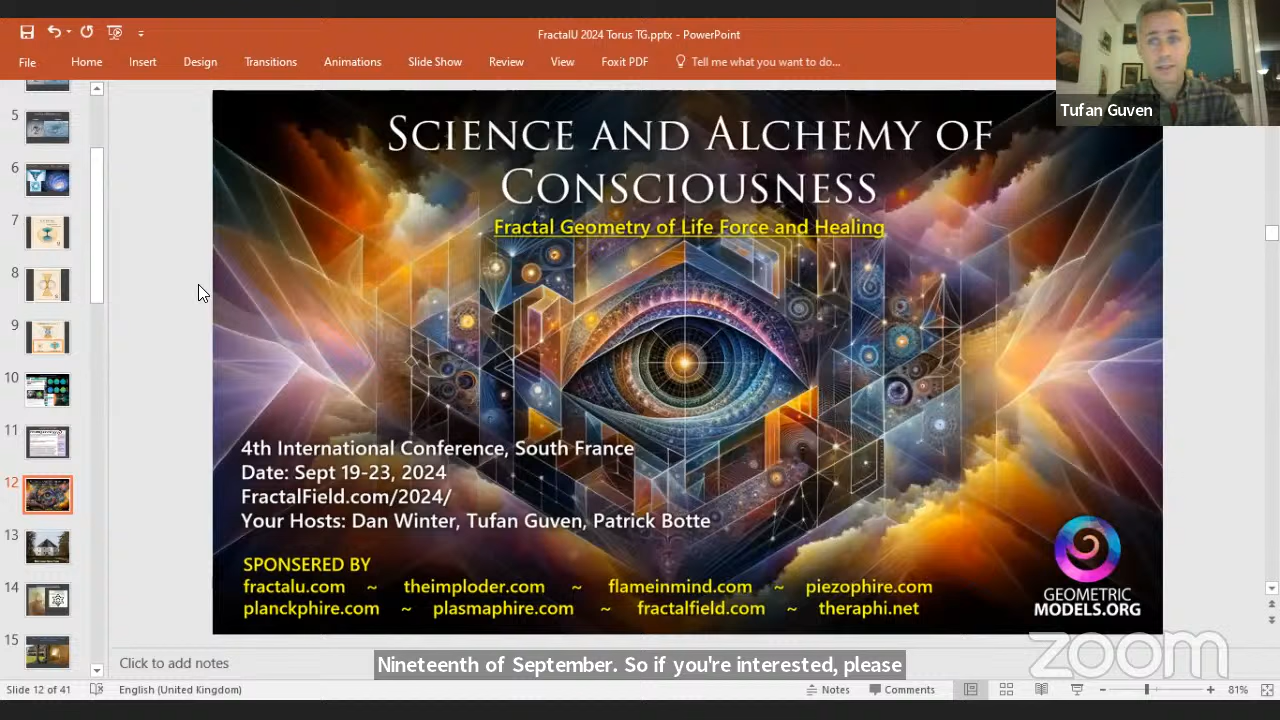 FractalU 2024 Torus TG.pptx - PowerPoint
File Home Insert Design Transitions Animations Slide Show Review View Foxit PDF Tell me what you want to do...
Tufan Guven
5
6
7
8
9
10
11
12
13
14
15
SCIENCE AND ALCHEMY OF
CONSCIOUSNESS
Fractal Geometry of Life Force and Healing
4th International Conference, South France
Date: Sept 19-23, 2024
FractalField.com/2024/
Your Hosts: Dan Winter, Tufan Guven, Patrick Botte
SPONSERED BY
fractalu.com ~ theimploder.com ~ flameinmind.com ~ piezophire.com
planckphire.com ~ plasmaphire.com ~ fractalfield.com ~ theraphi.net
GEOMETRIC
MODELS.ORG
Click to add notes
Nineteenth of September. So if you're interested, please
zoom
Slide 12 of 41 English (United Kingdom) Notes Comments 81%